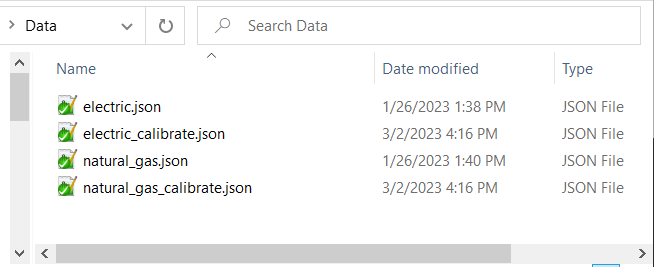 Data
Search Data
Name Date modified Type
electric.json 1/26/2023 1:38 PM JSON File
electric_calibrate.json 3/2/2023 4:16 PM JSON File
natural_gas.json 1/26/2023 1:40 PM JSON File
natural_gas_calibrate.json 3/2/2023 4:16 PM JSON File